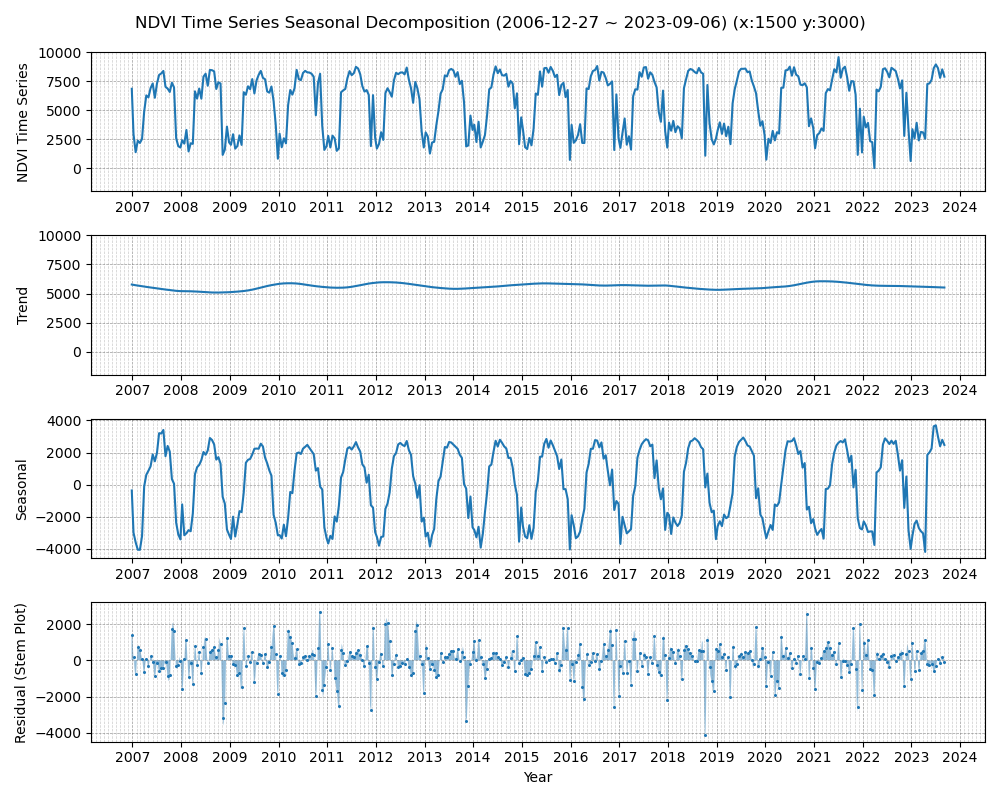 NDVI Time Series Seasonal Decomposition (2006-12-27 ~ 2023-09-06) (x:1500 y:3000)
NDVI Time Series
10000
7500
5000
2500
0
2007 2008 2009 2010 2011 2012 2013 2014 2015 2016 2017 2018 2019 2020 2021 2022 2023 2024
Trend
10000
7500
5000
2500
0
2007 2008 2009 2010 2011 2012 2013 2014 2015 2016 2017 2018 2019 2020 2021 2022 2023 2024
Seasonal
4000
2000
0
−2000
−4000
2007 2008 2009 2010 2011 2012 2013 2014 2015 2016 2017 2018 2019 2020 2021 2022 2023 2024
Residual (Stem Plot)
2000
0
−2000
−4000
2007 2008 2009 2010 2011 2012 2013 2014 2015 2016 2017 2018 2019 2020 2021 2022 2023 2024
Year